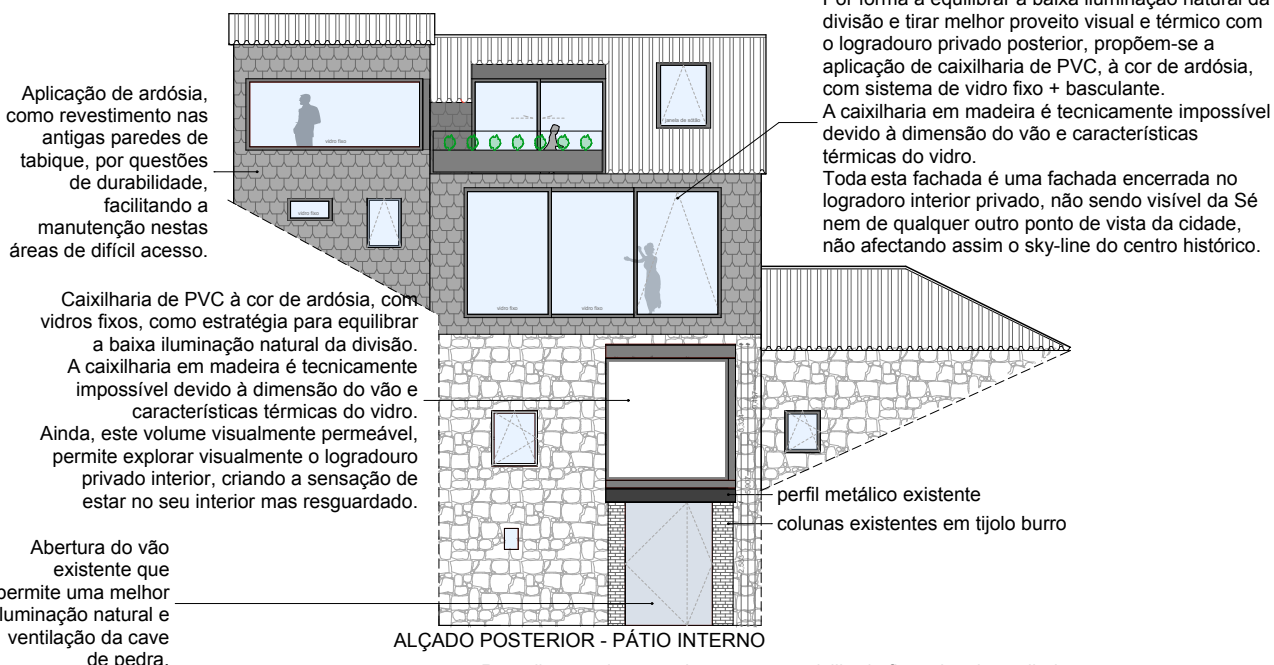 Por forma a equilibrar a baixa iluminação natural da
divisão e tirar melhor proveito visual e térmico com
o logradouro privado posterior, propõem-se a
aplicação de caixilharia de PVC, à cor de ardósia,
com sistema de vidro fixo + basculante.
A caixilharia em madeira é tecnicamente impossível
devido à dimensão do vão e características
térmicas do vidro.
Toda esta fachada é uma fachada encerrada no
logradoro interior privado, não sendo visível da Sé
nem de qualquer outro ponto de vista da cidade,
não afectando assim o sky-line do centro histórico.
Aplicação de ardósia,
como revestimento nas
antigas paredes de
tabique, por questões
de durabilidade,
facilitando a
manutenção nestas
áreas de difícil acesso.
janela de sótão
vidro fixo
vidro fixo
vidro fixo
vidro fixo
Caixilharia de PVC à cor de ardósia, com
vidros fixos, como estratégia para equilibrar
a baixa iluminação natural da divisão.
A caixilharia em madeira é tecnicamente
impossível devido à dimensão do vão e
características térmicas do vidro.
Ainda, este volume visualmente permeável,
permite explorar visualmente o logradouro
privado interior, criando a sensação de
estar no seu interior mas resguardado.
perfil metálico existente
colunas existentes em tijolo burro
Abertura do vão
existente que
permite uma melhor
iluminação natural e
ventilação da cave
de pedra.
ALÇADO POSTERIOR - PÁTIO INTERNO